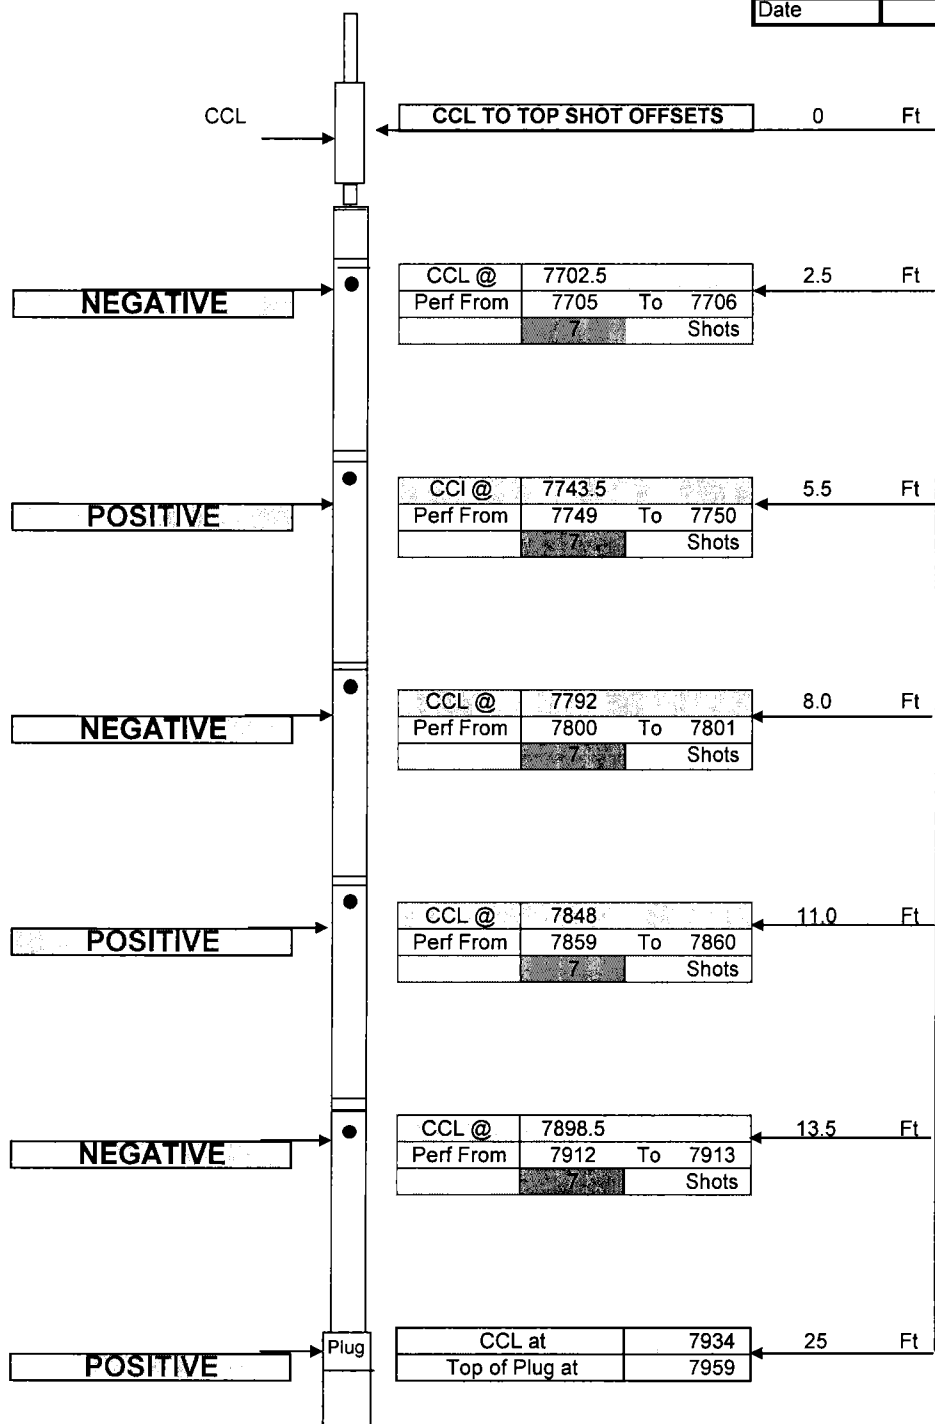 Date
CCL
CCL TO TOP SHOT OFFSETS 0 Ft
CCL @ 7702.5 2.5 Ft
NEGATIVE Perf From 7705 To 7706
7 Shots
CCl @ 7743.5 5.5 Ft
POSITIVE Perf From 7749 To 7750
7 Shots
CCL @ 7792 8.0 Ft
NEGATIVE Perf From 7800 To 7801
7 Shots
CCL @ 7848 11.0 Ft
POSITIVE Perf From 7859 To 7860
7 Shots
CCL @ 7898.5 13.5 Ft
NEGATIVE Perf From 7912 To 7913
7 Shots
Plug CCL at 7934 25 Ft
POSITIVE Top of Plug at 7959